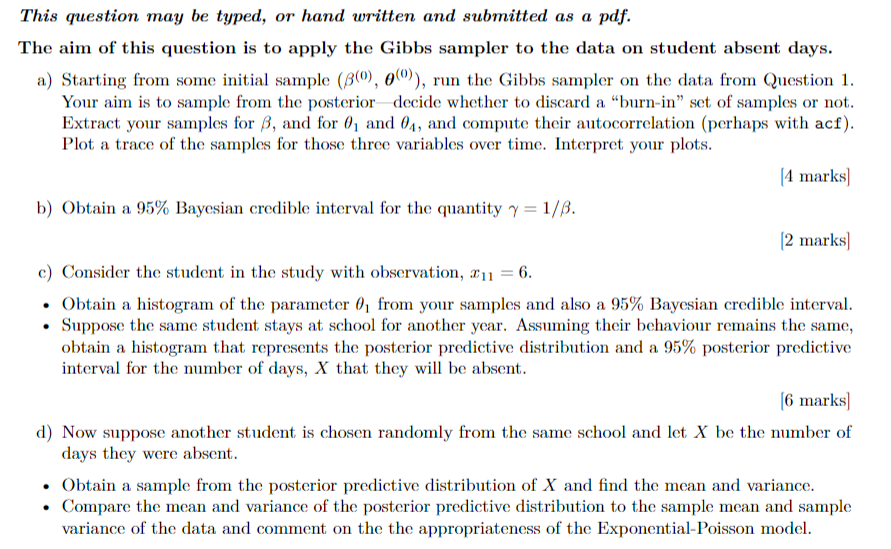 This question may be typed, or hand written and submitted as a pdf.
The aim of this question is to apply the Gibbs sampler to the data on student absent days.
a) Starting from some initial sample (β⁽⁰⁾, θ⁽⁰⁾), run the Gibbs sampler on the data from Question 1.
Your aim is to sample from the posterior—decide whether to discard a “burn-in” set of samples or not.
Extract your samples for β, and for θ₁ and θ₄, and compute their autocorrelation (perhaps with acf).
Plot a trace of the samples for those three variables over time. Interpret your plots.
[4 marks]
b) Obtain a 95% Bayesian credible interval for the quantity γ = 1/β.
[2 marks]
c) Consider the student in the study with observation, x₁₁ = 6.
• Obtain a histogram of the parameter θ₁ from your samples and also a 95% Bayesian credible interval.
• Suppose the same student stays at school for another year. Assuming their behaviour remains the same,
obtain a histogram that represents the posterior predictive distribution and a 95% posterior predictive
interval for the number of days, X that they will be absent.
[6 marks]
d) Now suppose another student is chosen randomly from the same school and let X be the number of
days they were absent.
• Obtain a sample from the posterior predictive distribution of X and find the mean and variance.
• Compare the mean and variance of the posterior predictive distribution to the sample mean and sample
variance of the data and comment on the the appropriateness of the Exponential-Poisson model.